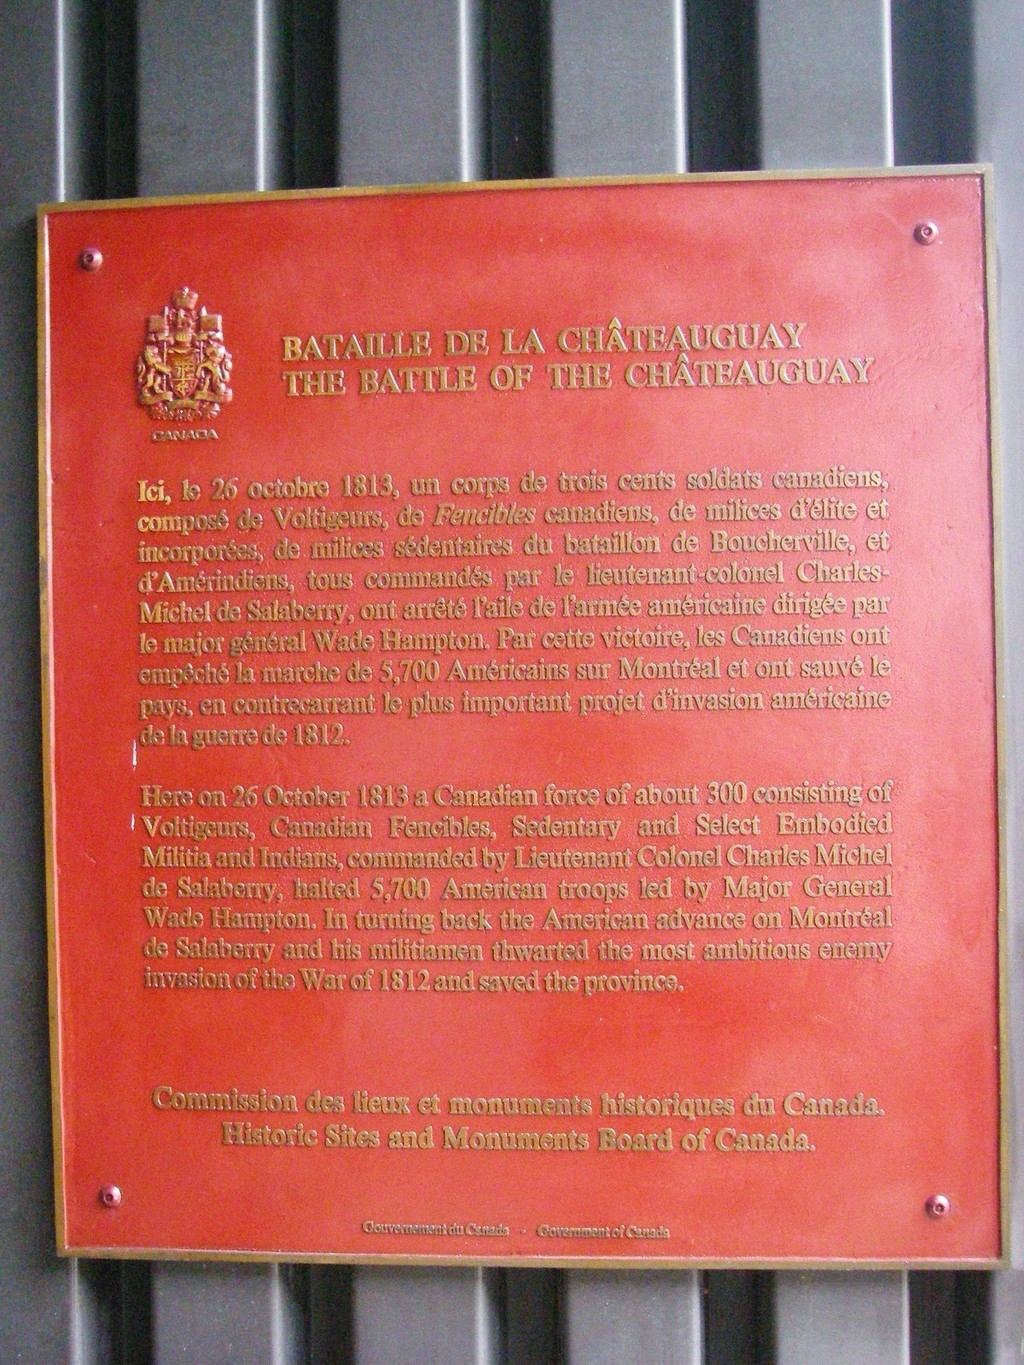 CANADA
BATAILLE DE LA CHÂTEAUGUAY
THE BATTLE OF THE CHÂTEAUGUAY
Ici, le 26 octobre 1813, un corps de trois cents soldats canadiens,
composé de Voltigeurs, de Fencibles canadiens, de milices d'élite et
incorporées, de milices sédentaires du bataillon de Boucherville, et
d'Amérindiens, tous commandés par le lieutenant-colonel Charles-
Michel de Salaberry, ont arrêté l'aile de l'armée américaine dirigée par
le major général Wade Hampton. Par cette victoire, les Canadiens ont
empêché la marche de 5,700 Américains sur Montréal et ont sauvé le
pays, en contrecarrant le plus important projet d'invasion américaine
de la guerre de 1812.
Here on 26 October 1813 a Canadian force of about 300 consisting of
Voltigeurs, Canadian Fencibles, Sedentary and Select Embodied
Militia and Indians, commanded by Lieutenant Colonel Charles Michel
de Salaberry, halted 5,700 American troops led by Major General
Wade Hampton. In turning back the American advance on Montréal
de Salaberry and his militiamen thwarted the most ambitious enemy
invasion of the War of 1812 and saved the province.
Commission des lieux et monuments historiques du Canada.
Historic Sites and Monuments Board of Canada.
Gouvernement du Canada - Government of Canada